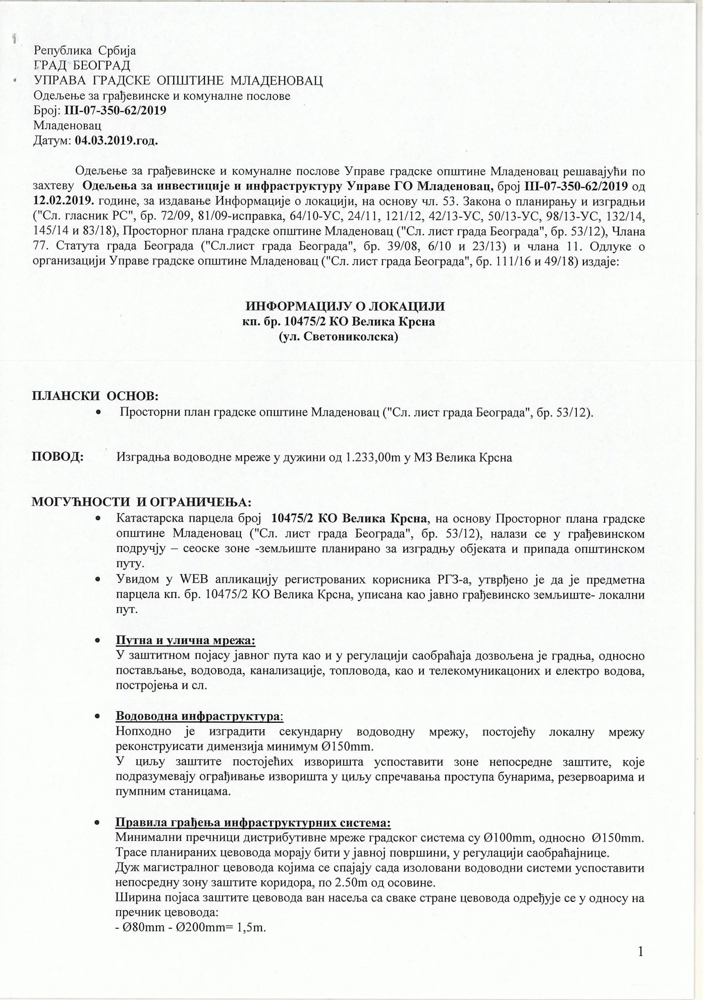 Република Србија
ГРАД БЕОГРАД
УПРАВА ГРАДСКЕ ОПШТИНЕ МЛАДЕНОВАЦ
Одељење за грађевинске и комуналне послове
Број: III-07-350-62/2019
Младеновац
Датум: 04.03.2019.год.
Одељење за грађевинске и комуналне послове Управе градске општине Младеновац решавајући по
захтеву Одељења за инвестиције и инфраструктуру Управе ГО Младеновац, број III-07-350-62/2019 од
12.02.2019. године, за издавање Информације о локацији, на основу чл. 53. Закона о планирању и изградњи
("Сл. гласник РС", бр. 72/09, 81/09-исправка, 64/10-УС, 24/11, 121/12, 42/13-УС, 50/13-УС, 98/13-УС, 132/14,
145/14 и 83/18), Просторног плана градске општине Младеновац ("Сл. лист града Београда", бр. 53/12), Члана
77. Статута града Београда ("Сл.лист града Београда", бр. 39/08, 6/10 и 23/13) и члана 11. Одлуке о
организацији Управе градске општине Младеновац ("Сл. лист града Београда", бр. 111/16 и 49/18) издаје:
ИНФОРМАЦИЈУ О ЛОКАЦИЈИ
кп. бр. 10475/2 КО Велика Крсна
(ул. Светониколска)
ПЛАНСКИ ОСНОВ:
• Просторни план градске општине Младеновац ("Сл. лист града Београда", бр. 53/12).
ПОВОД: Изградња водоводне мреже у дужини од 1.233,00m у МЗ Велика Крсна
МОГУЋНОСТИ И ОГРАНИЧЕЊА:
• Катастарска парцела број 10475/2 КО Велика Крсна, на основу Просторног плана градске
општине Младеновац ("Сл. лист града Београда", бр. 53/12), налази се у грађевинском
подручју – сеоске зоне -земљиште планирано за изградњу објеката и припада општинском
путу.
• Увидом у WEB апликацију регистрованих корисника РГЗ-а, утврђено је да је предметна
парцела кп. бр. 10475/2 КО Велика Крсна, уписана као јавно грађевинско земљиште- локални
пут.
• Путна и улична мрежа:
У заштитном појасу јавног пута као и у регулацији саобраћаја дозвољена је градња, односно
постављање, водовода, канализације, топловода, као и телекомуникацоних и електро водова,
постројења и сл.
• Водоводна инфраструктура:
Нопходно је изградити секундарну водоводну мрежу, постојећу локалну мрежу
реконструисати димензија минимум Ø150mm.
У циљу заштите постојећих изворишта успоставити зоне непосредне заштите, које
подразумевају ограђивање изворишта у циљу спречавања проступа бунарима, резервоарима и
пумпним станицама.
• Правила грађења инфраструктурних система:
Минимални пречници дистрибутивне мреже градског система су Ø100mm, односно Ø150mm.
Трасе планираних цевовода морају бити у јавној површини, у регулацији саобраћајнице.
Дуж магистралног цевовода којима се спајају сада изоловани водоводни системи успоставити
непосредну зону заштите коридора, по 2.50m од осовине.
Ширина појаса заштите цевовода ван насеља са сваке стране цевовода одређује се у односу на
пречник цевовода:
- Ø80mm - Ø200mm= 1,5m.
1